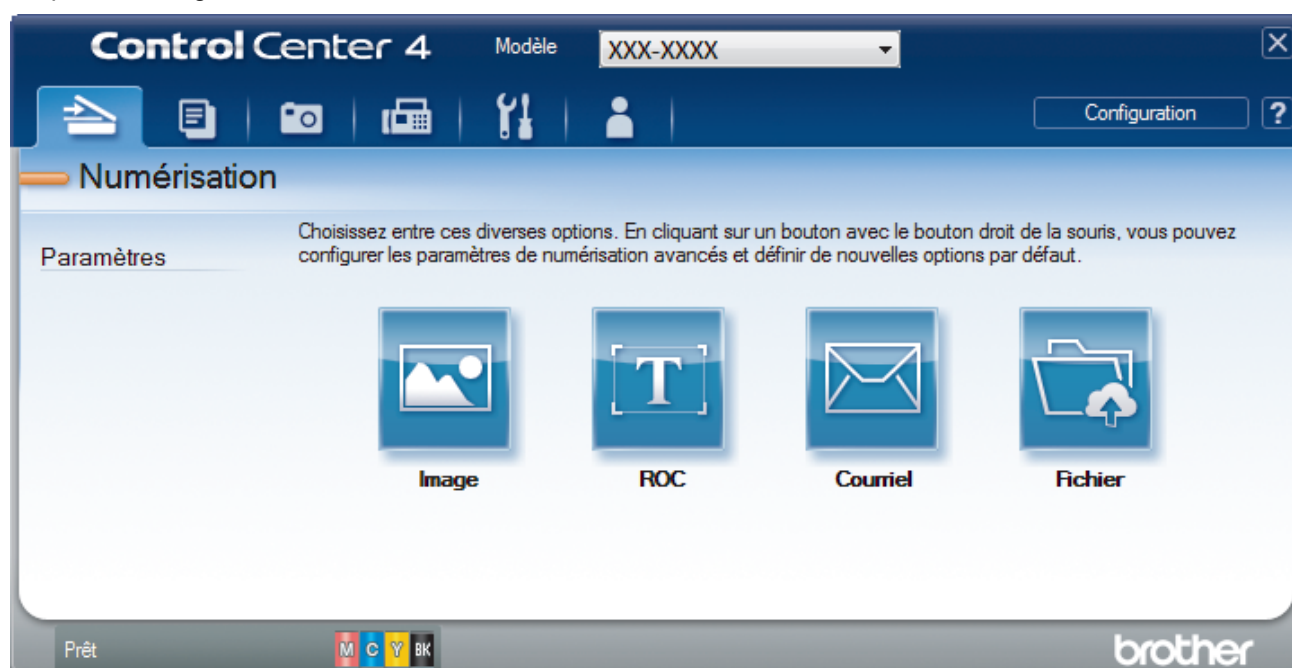 Control Center 4
Modèle
XXX-XXXX
Configuration
?
Numérisation
Paramètres
Choisissez entre ces diverses options. En cliquant sur un bouton avec le bouton droit de la souris, vous pouvez
configurer les paramètres de numérisation avancés et définir de nouvelles options par défaut.
T
Image
ROC
Courriel
Fichier
Prêt
M C Y BK
brother